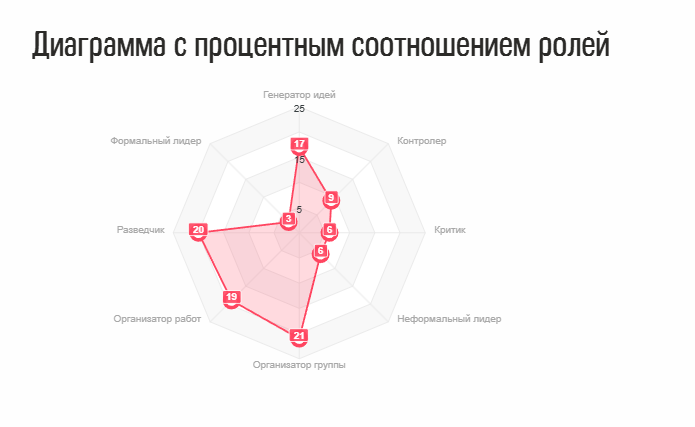 Диаграмма с процентным соотношением ролей
Генератор идей
25
Формальный лидер
Контролер
17
15
9
5
3
Разведчик
20
6
Критик
6
19
Организатор работ
Неформальный лидер
21
Организатор группы